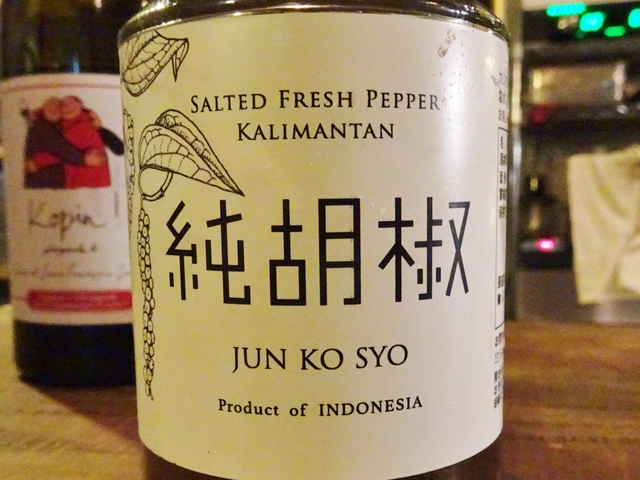 SALTED FRESH PEPPER
KALIMANTAN
純胡椒
JUN KO SYO
Product of INDONESIA
Kopin